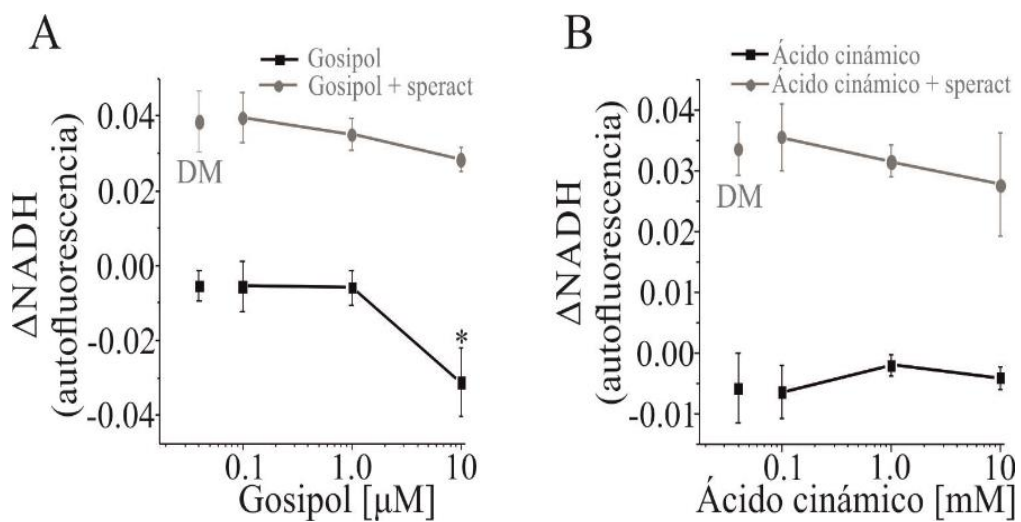 A
Gosipol
Gosipol + speract
ΔNADH
(autofluorescencia)
0.04
0.02
0.00
-0.02
-0.04
DM
*
0.1
1.0
10
Gosipol [μM]
B
Ácido cinámico
Ácido cinámico + speract
ΔNADH
(autofluorescencia)
0.04
0.03
0.02
0.01
0.00
-0.01
DM
0.1
1.0
10
Ácido cinámico [mM]